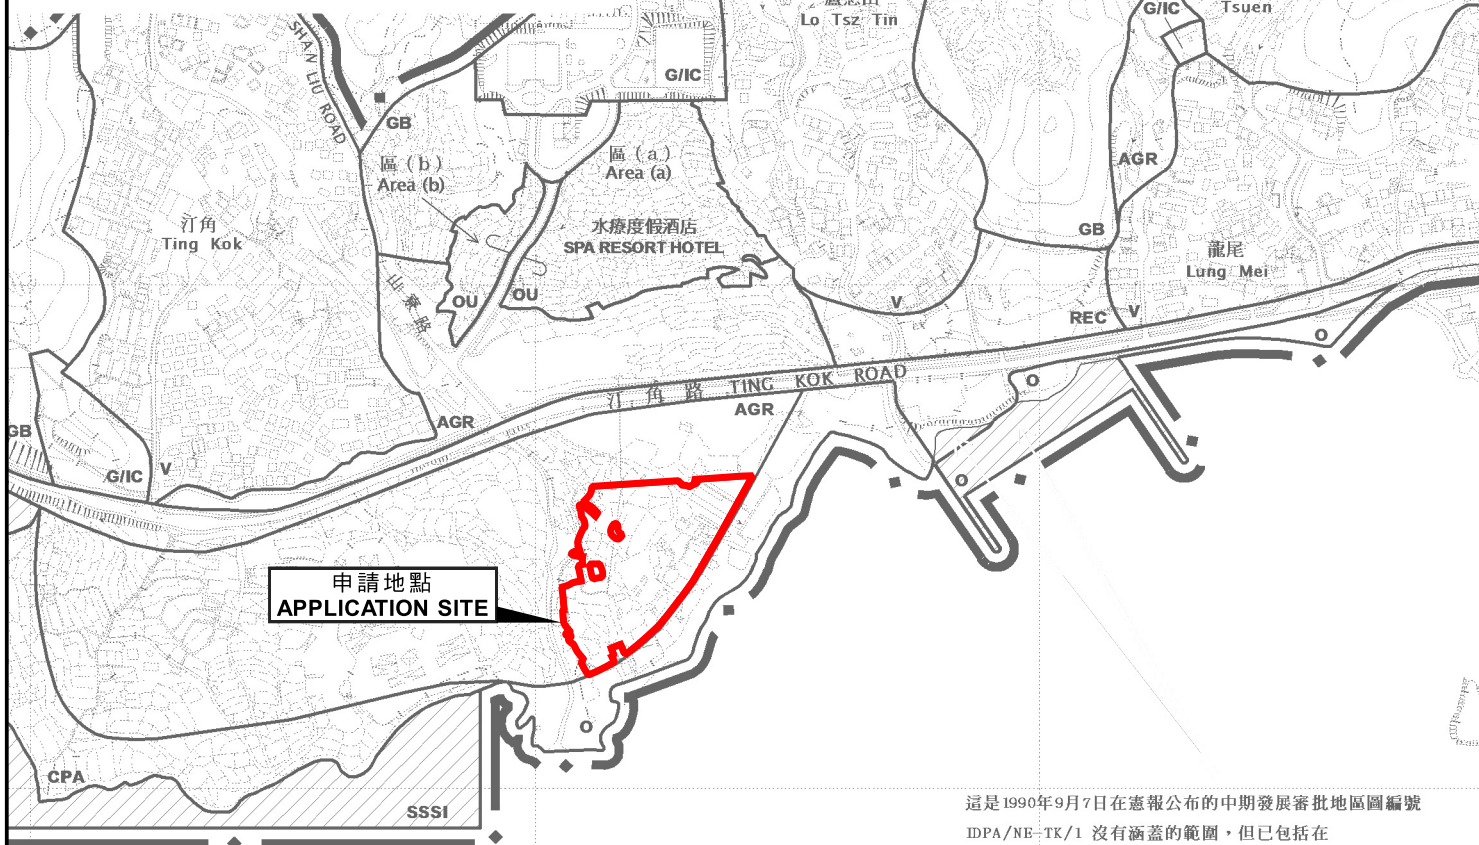 蘆慈田
Lo Tsz Tin
G/IC
Tsuen
SHAN LIU ROAD
G/IC
GB
區（b）
Area (b)
區（a）
Area (a)
AGR
汀角
Ting Kok
水療度假酒店
SPA RESORT HOTEL
GB
龍尾
Lung Mei
山寮路
OU
OU
V
REC
V
O
汀角路 TING KOK ROAD
O
AGR
AGR
GB
G/IC
V
O
申請地點
APPLICATION SITE
O
CPA
SSSI
這是1990年9月7日在憲報公布的中期發展審批地區圖編號
IDPA/NE-TK/1 沒有涵蓋的範圍，但已包括在